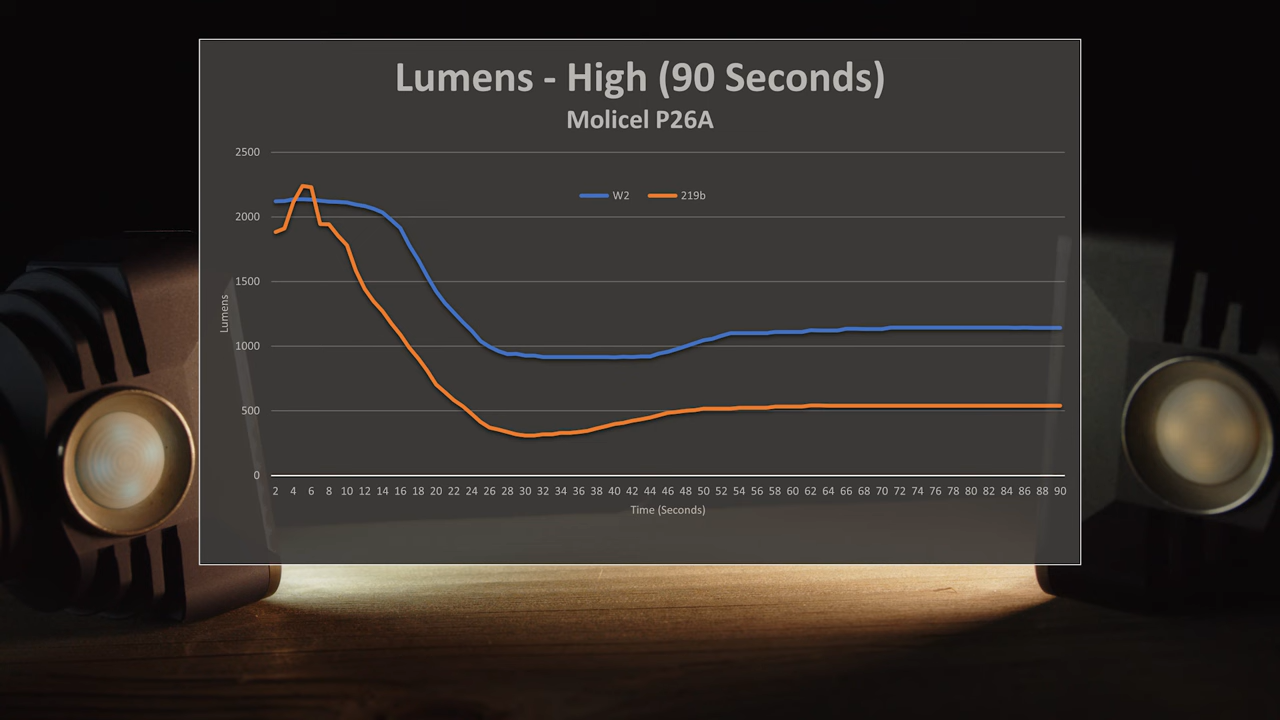 Lumens - High (90 Seconds)
Molicel P26A
2500
W2 219b
2000
1500
Lumens
1000
500
0
2 4 6 8 10 12 14 16 18 20 22 24 26 28 30 32 34 36 38 40 42 44 46 48 50 52 54 56 58 60 62 64 66 68 70 72 74 76 78 80 82 84 86 88 90
Time (Seconds)